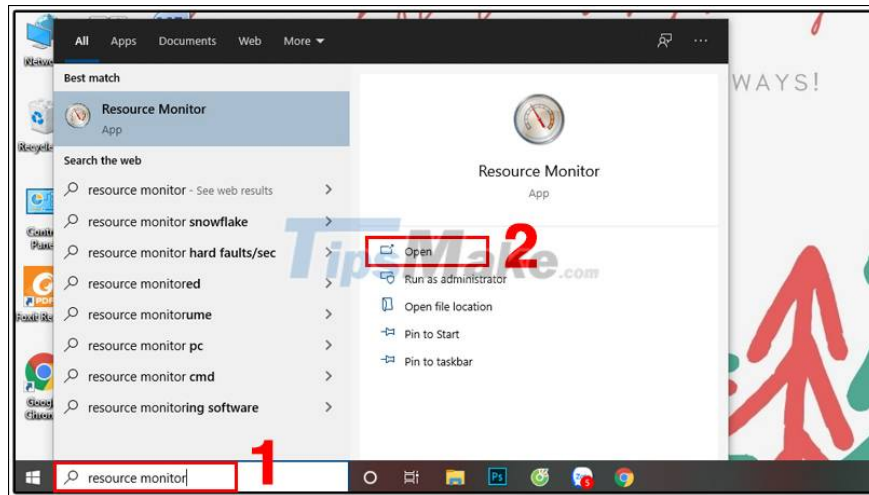 All Apps Documents Web More
Best match
Resource Monitor
App
Search the web
resource monitor - See web results
resource monitor snowflake
resource monitor hard faults/sec
resource monitored
resource monitorume
resource monitor pc
resource monitor cmd
resource monitoring software
Resource Monitor
App
Open
2
Run as administrator
Open file location
Pin to Start
Pin to taskbar
TipsMake.com
WAYS!
PDF
resource monitor
1
Ps
5